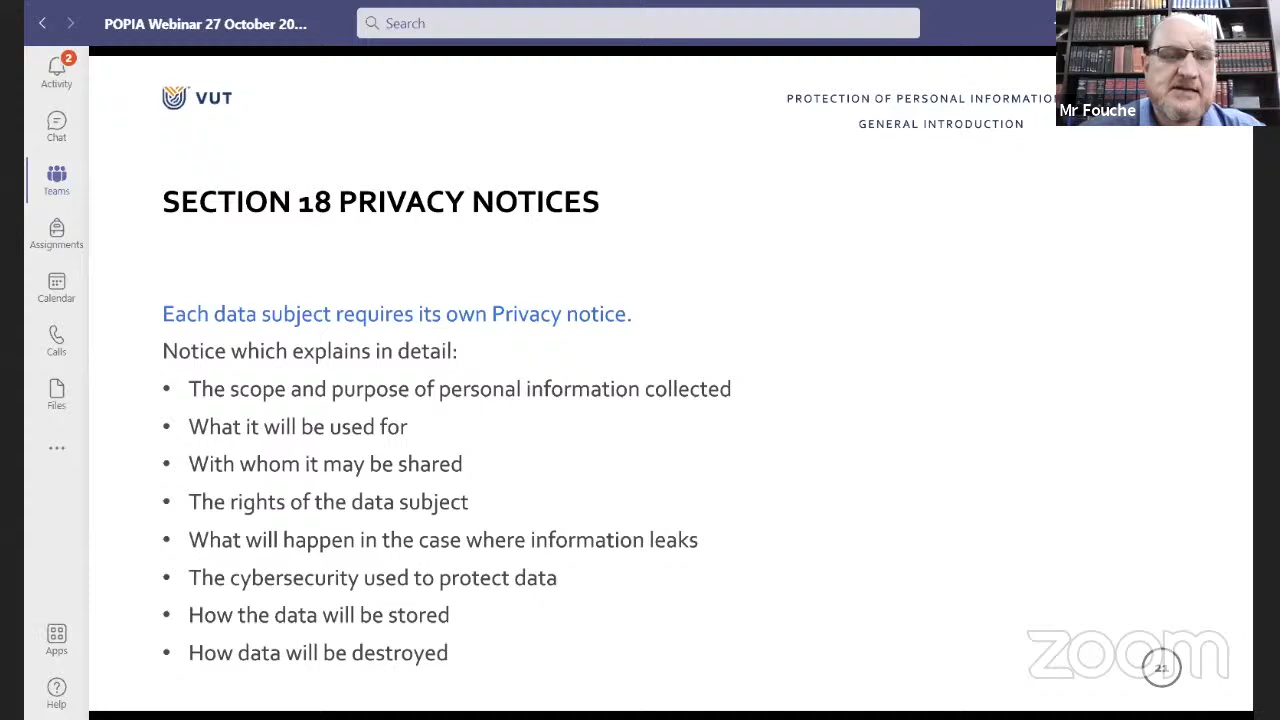 POPIA Webinar 27 October 20...
Search
2
Activity
Chat
Teams
Assignments
Calendar
Calls
Files
Apps
Help
VUT
PROTECTION OF PERSONAL INFORMATIO
GENERAL INTRODUCTION
Mr Fouche
SECTION 18 PRIVACY NOTICES
Each data subject requires its own Privacy notice.
Notice which explains in detail:
• The scope and purpose of personal information collected
• What it will be used for
• With whom it may be shared
• The rights of the data subject
• What will happen in the case where information leaks
• The cybersecurity used to protect data
• How the data will be stored
• How data will be destroyed
zoom